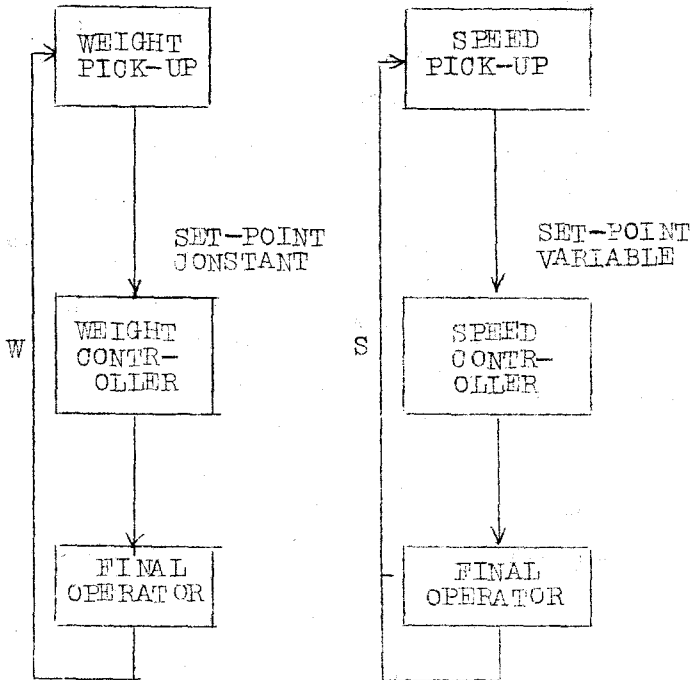 WEIGHT
PICK-UP
SET-POINT
CONSTANT
WEIGHT
CONTR-
OLLER
W
FINAL
OPERATOR
SPEED
PICK-UP
SET-POINT
VARIABLE
SPEED
CONTR-
OLLER
S
FINAL
OPERATOR